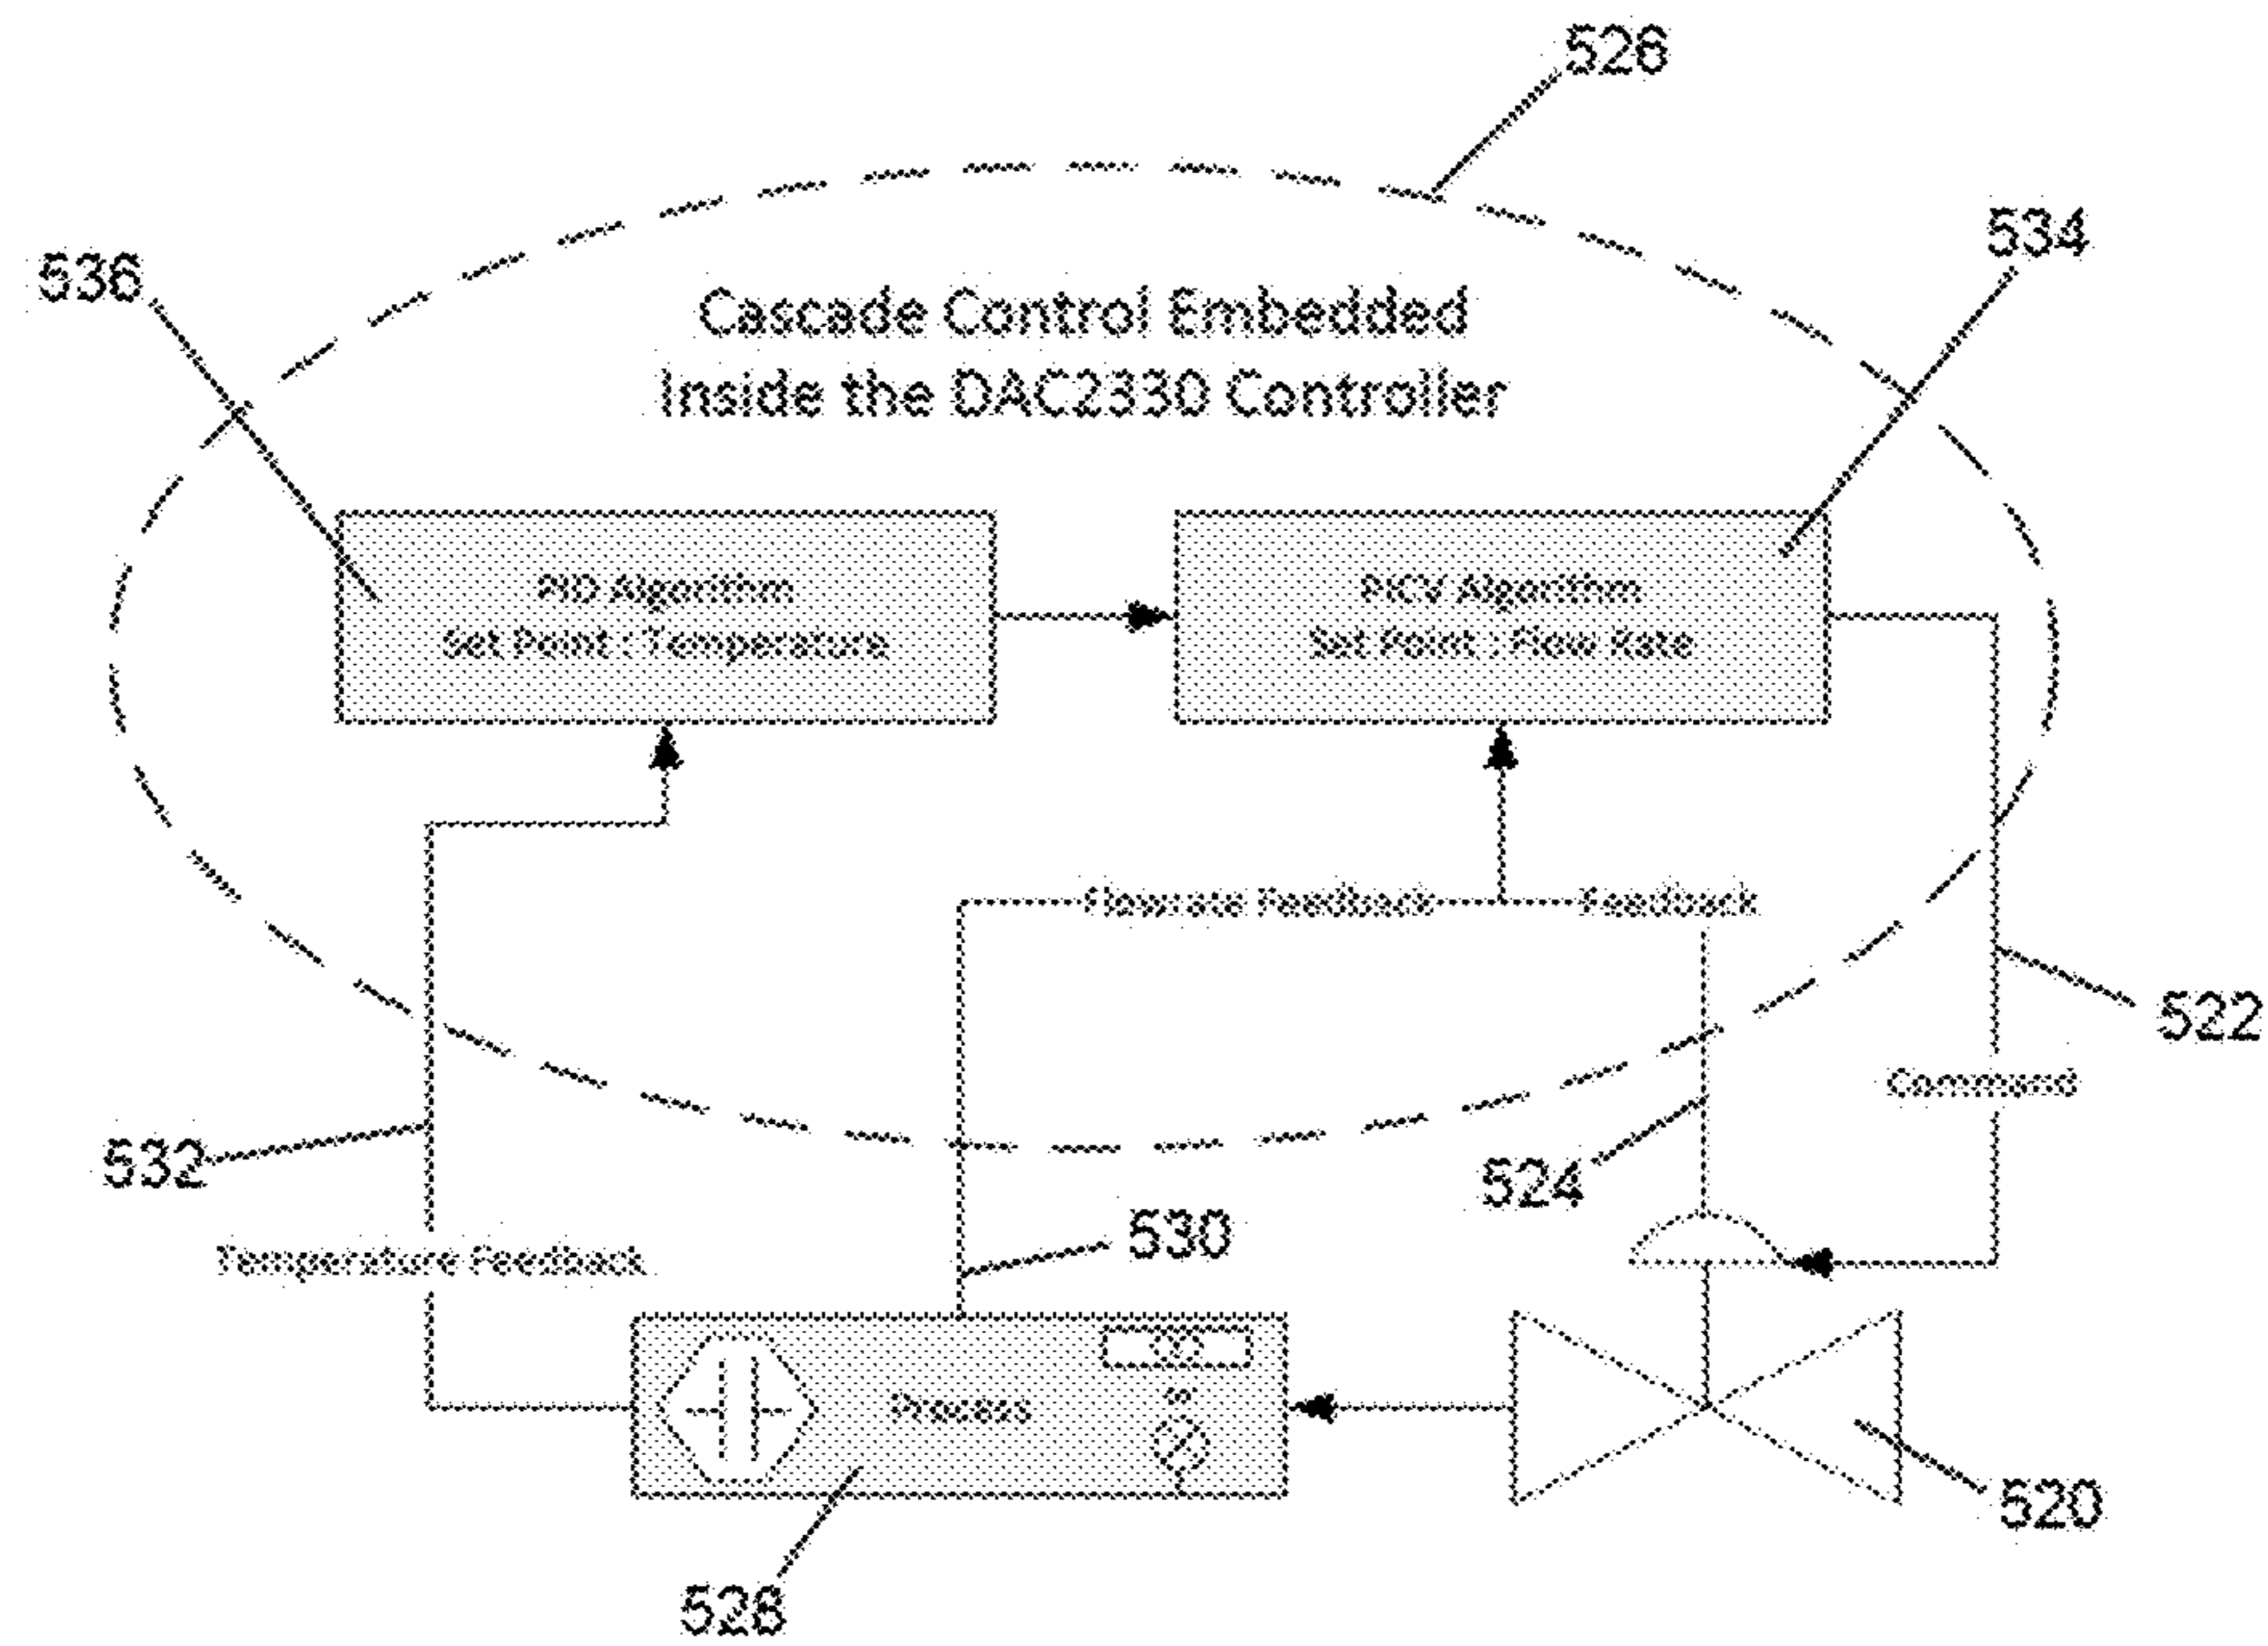 526
534
536
Cascade Control Embedded
Inside the DAC2330 Controller
PID Algorithm
Set Point : Temperature
PICV Algorithm
Set Point : Flow Rate
Flowrate Feedback
Feedback
522
Command
532
524
530
Temperature Feedback
Process
520
528